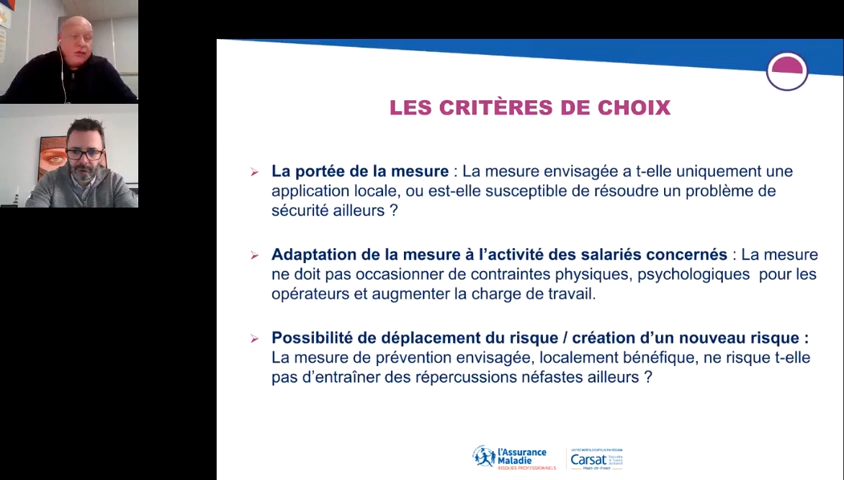 LES CRITÈRES DE CHOIX
La portée de la mesure : La mesure envisagée a t-elle uniquement une
application locale, ou est-elle susceptible de résoudre un problème de
sécurité ailleurs ?
Adaptation de la mesure à l'activité des salariés concernés : La mesure
ne doit pas occasionner de contraintes physiques, psychologiques pour les
opérateurs et augmenter la charge de travail.
Possibilité de déplacement du risque / création d'un nouveau risque :
La mesure de prévention envisagée, localement bénéfique, ne risque t-elle
pas d'entraîner des répercussions néfastes ailleurs ?
l'Assurance
Maladie
RISQUES PROFESSIONNELS
Carsat